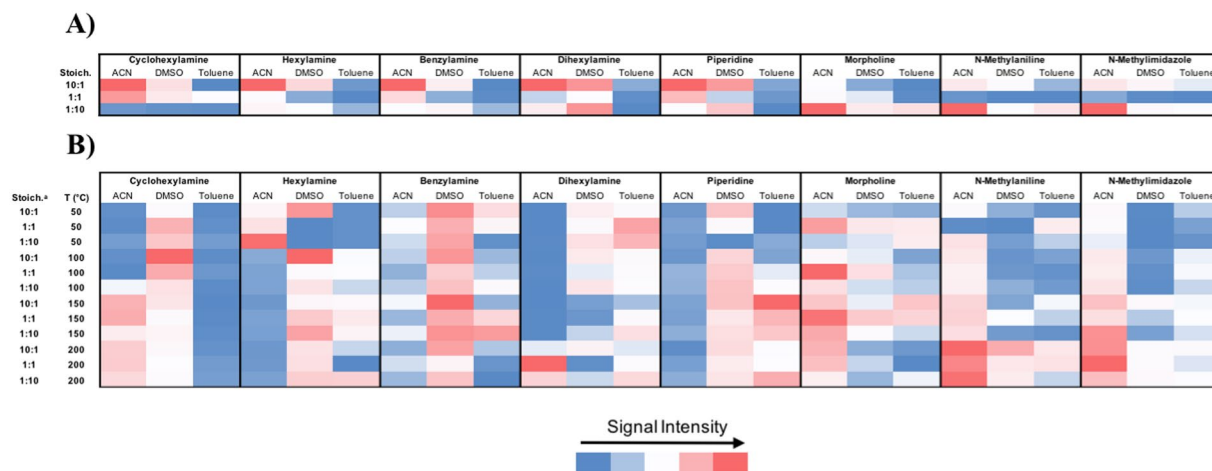 A)
Cyclohexylamine Hexylamine Benzylamine Dihexylamine Piperidine Morpholine N-Methylaniline N-Methylimidazole
Stoich. ACN DMSO Toluene ACN DMSO Toluene ACN DMSO Toluene ACN DMSO Toluene ACN DMSO Toluene ACN DMSO Toluene ACN DMSO Toluene ACN DMSO Toluene
10:1
1:1
1:10
B)
Cyclohexylamine Hexylamine Benzylamine Dihexylamine Piperidine Morpholine N-Methylaniline N-Methylimidazole
Stoich.ª T (°C) ACN DMSO Toluene ACN DMSO Toluene ACN DMSO Toluene ACN DMSO Toluene ACN DMSO Toluene ACN DMSO Toluene ACN DMSO Toluene ACN DMSO Toluene
10:1 50
1:1 50
1:10 50
10:1 100
1:1 100
1:10 100
10:1 150
1:1 150
1:10 150
10:1 200
1:1 200
1:10 200
Signal Intensity